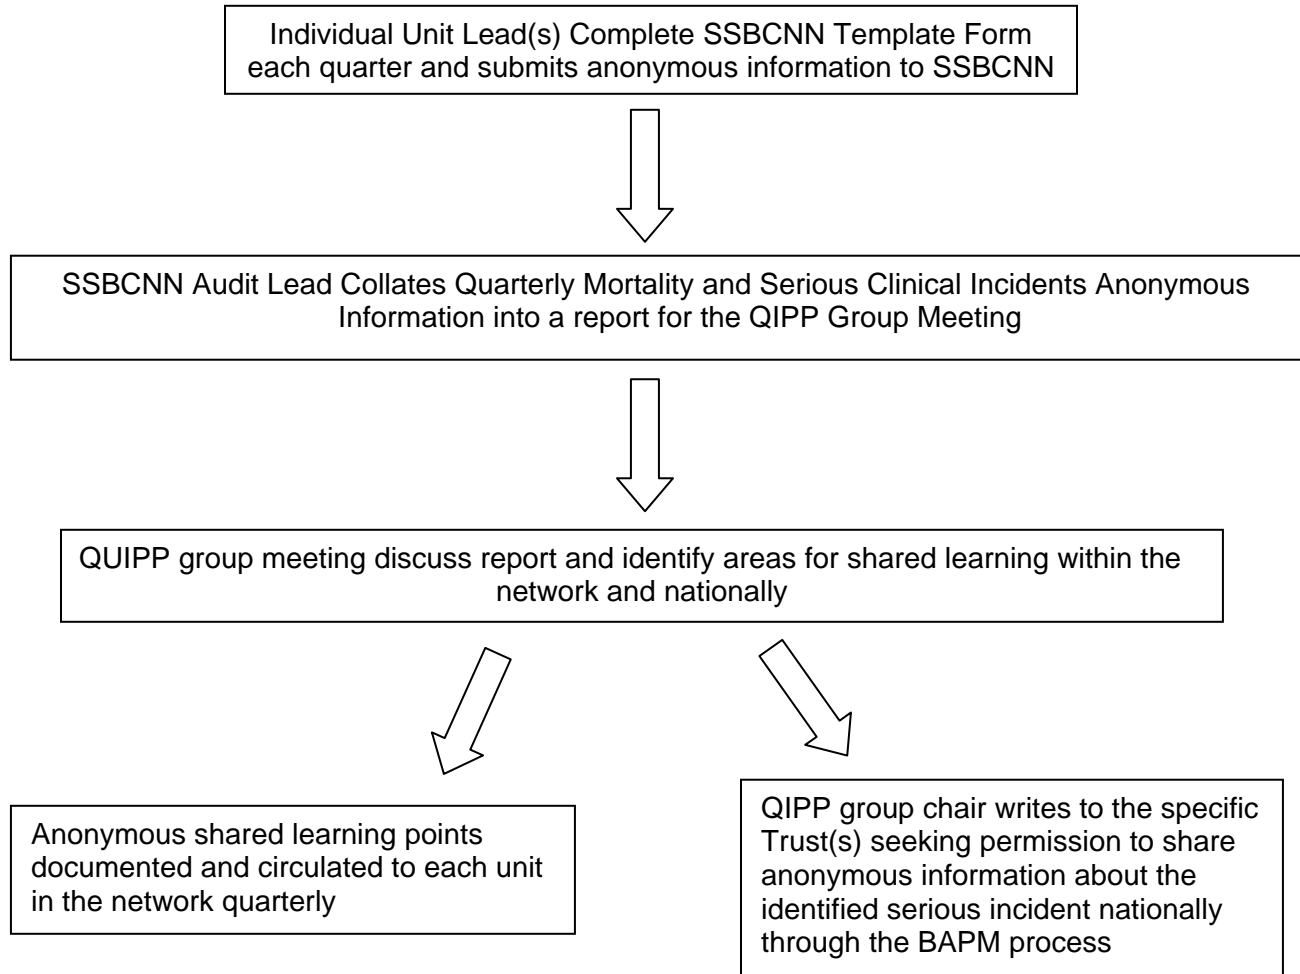 Individual Unit Lead(s) Complete SSBCNN Template Form
each quarter and submits anonymous information to SSBCNN
SSBCNN Audit Lead Collates Quarterly Mortality and Serious Clinical Incidents Anonymous
Information into a report for the QIPP Group Meeting
QUIPP group meeting discuss report and identify areas for shared learning within the
network and nationally
Anonymous shared learning points
documented and circulated to each unit
in the network quarterly
QIPP group chair writes to the specific
Trust(s) seeking permission to share
anonymous information about the
identified serious incident nationally
through the BAPM process